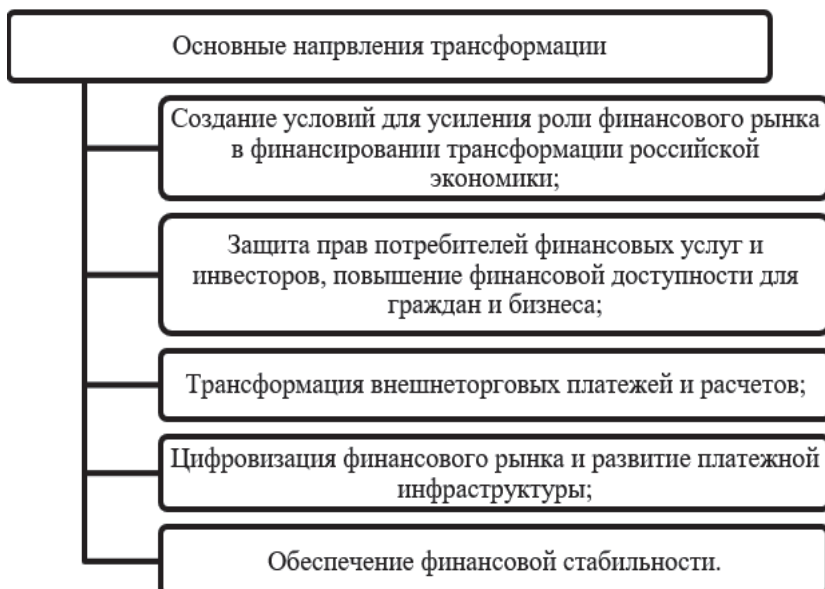 Основные напрвления трансформации
Создание условий для усиления роли финансового рынка
в финансировании трансформации российской
экономики;
Защита прав потребителей финансовых услуг и
инвесторов, повышение финансовой доступности для
граждан и бизнеса;
Трансформация внешнеторговых платежей и расчетов;
Цифровизация финансового рынка и развитие платежной
инфраструктуры;
Обеспечение финансовой стабильности.